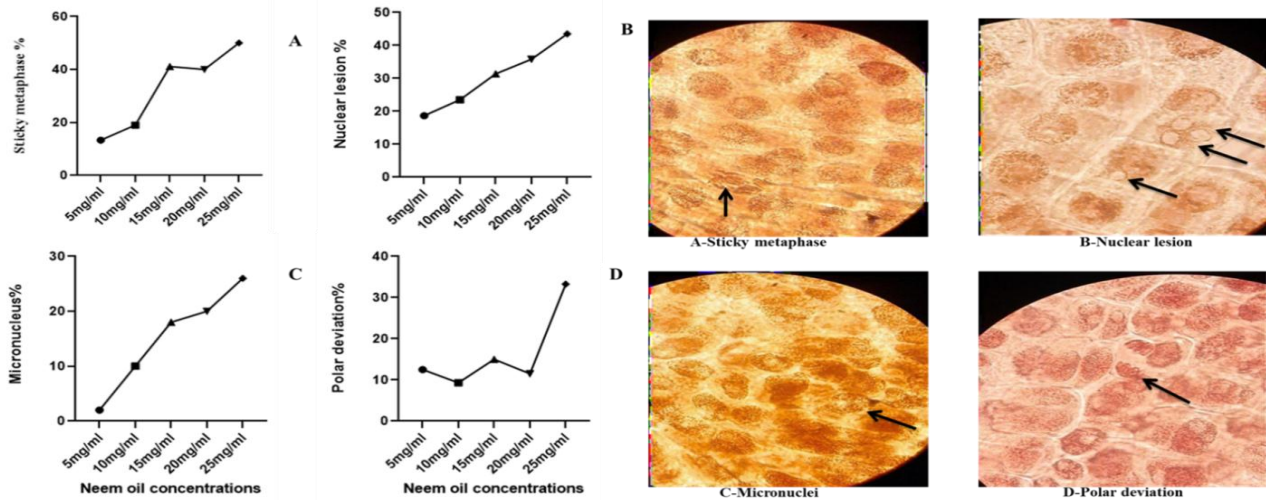 Sticky metaphase %
60
40
20
0
5mg/ml
10mg/ml
15mg/ml
20mg/ml
25mg/ml
A
Nuclear lesion %
50
40
30
20
10
0
5mg/ml
10mg/ml
15mg/ml
20mg/ml
25mg/ml
B
A-Sticky metaphase
B-Nuclear lesion
Micronucleus%
30
20
10
0
5mg/ml
10mg/ml
15mg/ml
20mg/ml
25mg/ml
Neem oil concentrations
C
Polar deviation%
40
30
20
10
0
5mg/ml
10mg/ml
15mg/ml
20mg/ml
25mg/ml
Neem oil concentrations
D
C-Micronuclei
D-Polar deviation